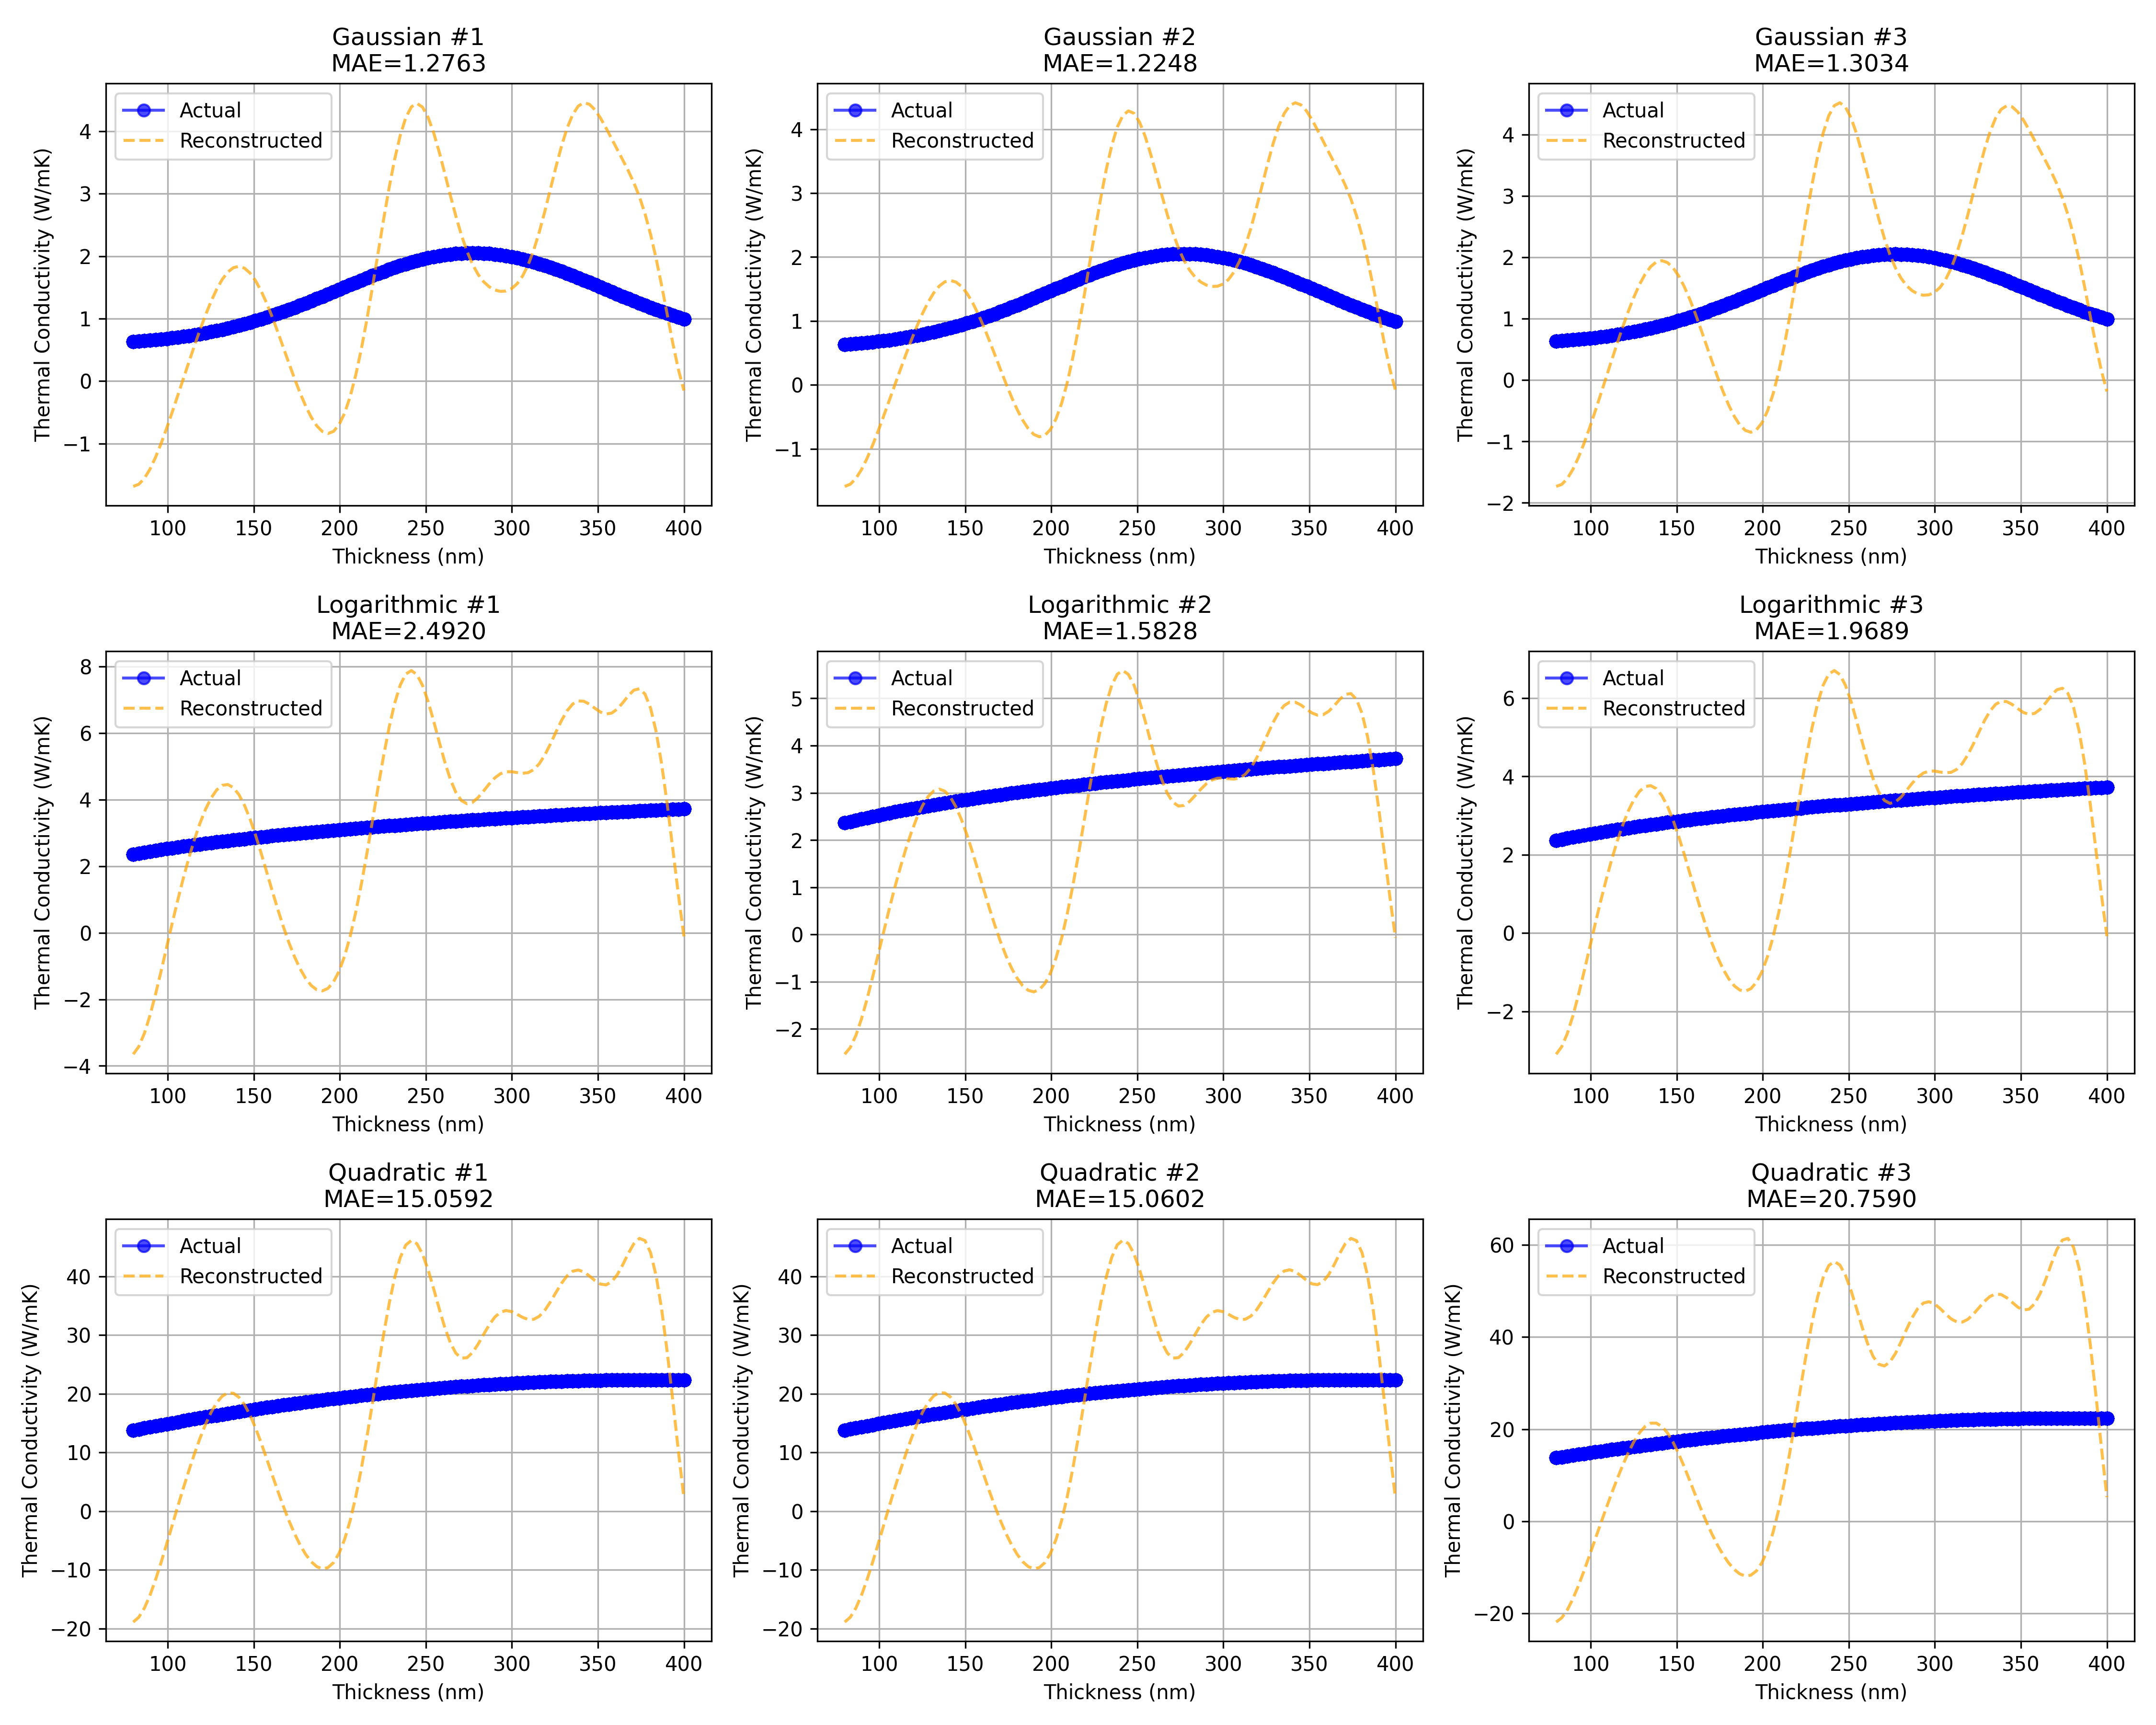 Gaussian #1
MAE=1.2763
Actual
Reconstructed
Thermal Conductivity (W/mK)
4
3
2
1
0
−1
100 150 200 250 300 350 400
Thickness (nm)
Gaussian #2
MAE=1.2248
Actual
Reconstructed
Thermal Conductivity (W/mK)
4
3
2
1
0
−1
100 150 200 250 300 350 400
Thickness (nm)
Gaussian #3
MAE=1.3034
Actual
Reconstructed
Thermal Conductivity (W/mK)
4
3
2
1
0
−1
−2
100 150 200 250 300 350 400
Thickness (nm)
Logarithmic #1
MAE=2.4920
Actual
Reconstructed
Thermal Conductivity (W/mK)
8
6
4
2
0
−2
−4
100 150 200 250 300 350 400
Thickness (nm)
Logarithmic #2
MAE=1.5828
Actual
Reconstructed
Thermal Conductivity (W/mK)
5
4
3
2
1
0
−1
−2
100 150 200 250 300 350 400
Thickness (nm)
Logarithmic #3
MAE=1.9689
Actual
Reconstructed
Thermal Conductivity (W/mK)
6
4
2
0
−2
100 150 200 250 300 350 400
Thickness (nm)
Quadratic #1
MAE=15.0592
Actual
Reconstructed
Thermal Conductivity (W/mK)
40
30
20
10
0
−10
−20
100 150 200 250 300 350 400
Thickness (nm)
Quadratic #2
MAE=15.0602
Actual
Reconstructed
Thermal Conductivity (W/mK)
40
30
20
10
0
−10
−20
100 150 200 250 300 350 400
Thickness (nm)
Quadratic #3
MAE=20.7590
Actual
Reconstructed
Thermal Conductivity (W/mK)
60
40
20
0
−20
100 150 200 250 300 350 400
Thickness (nm)